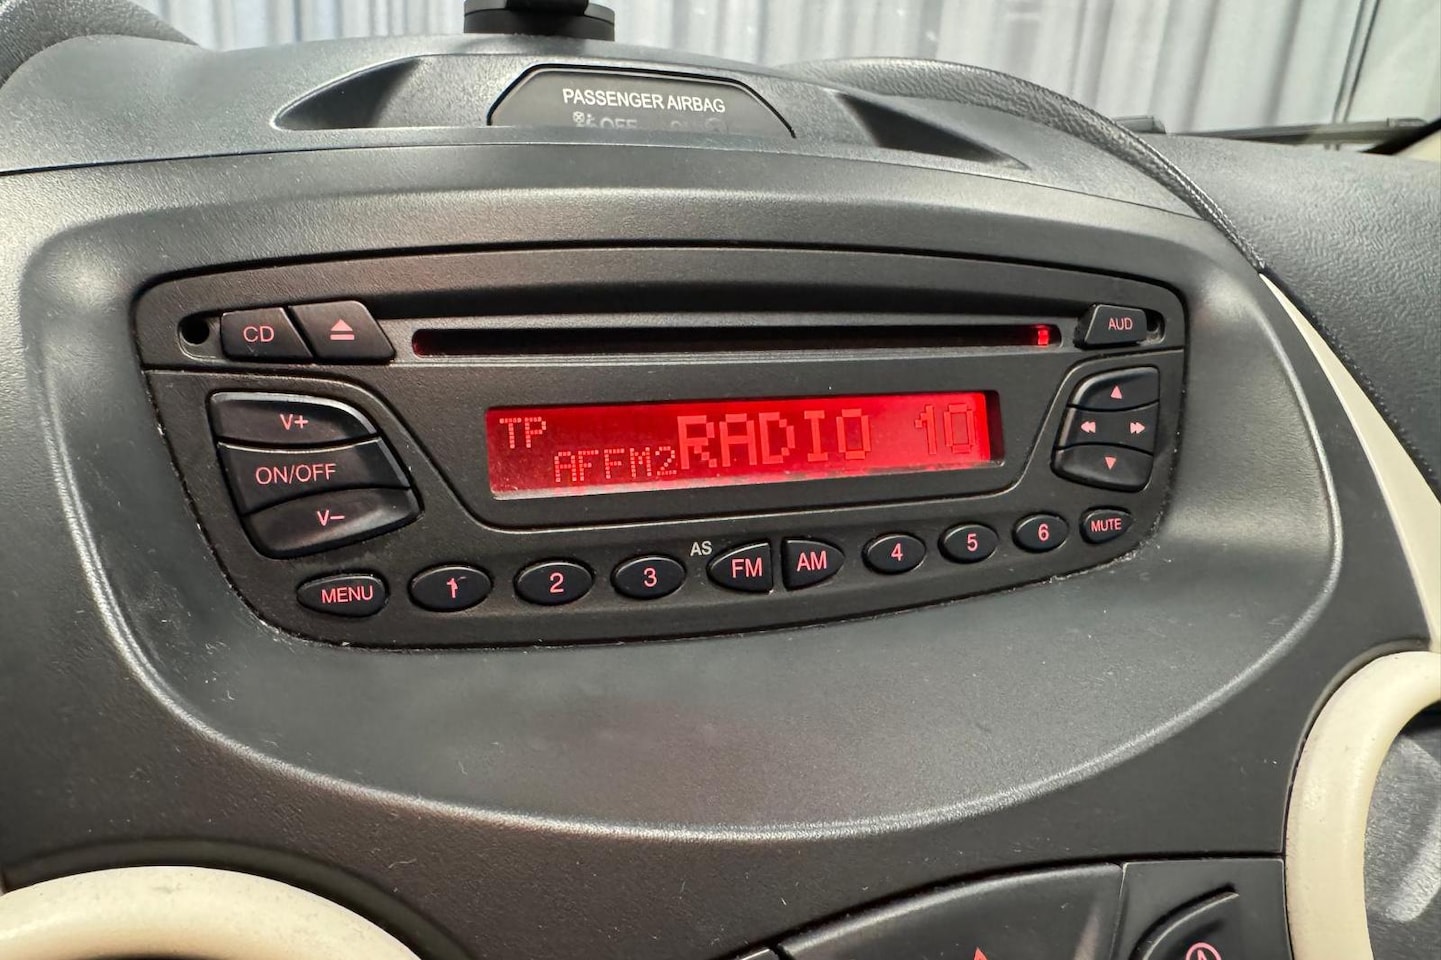 PASSENGER AIRBAG
OFF
CD
AUD
V+
ON/OFF
V–
TP
AF FM2 RADIO 10
AS
MENU 1 2 3 FM AM 4 5 6 MUTE